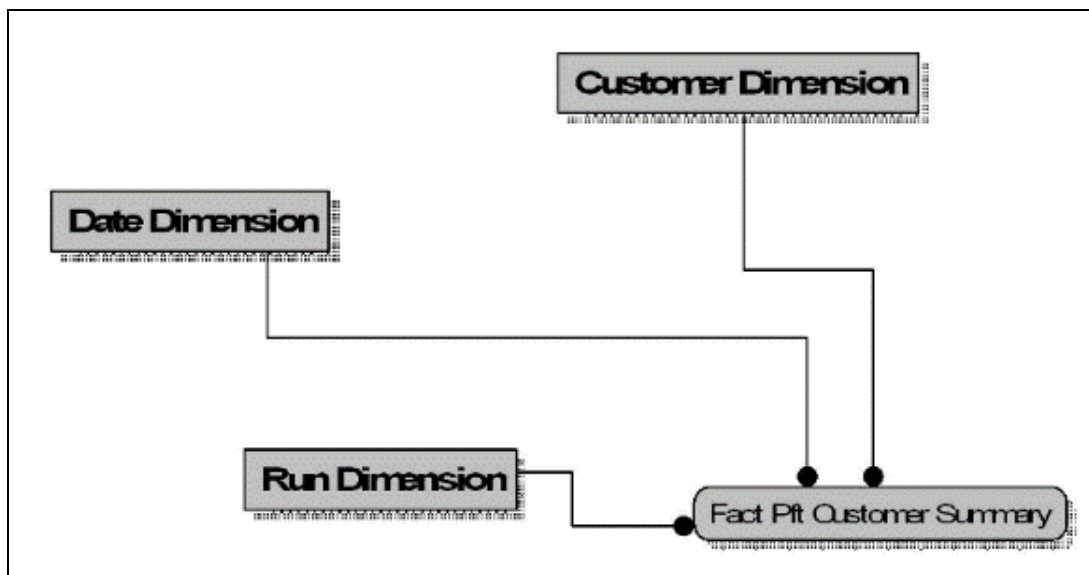 Customer Dimension
Date Dimension
Run Dimension
Fact Pft Customer Summary